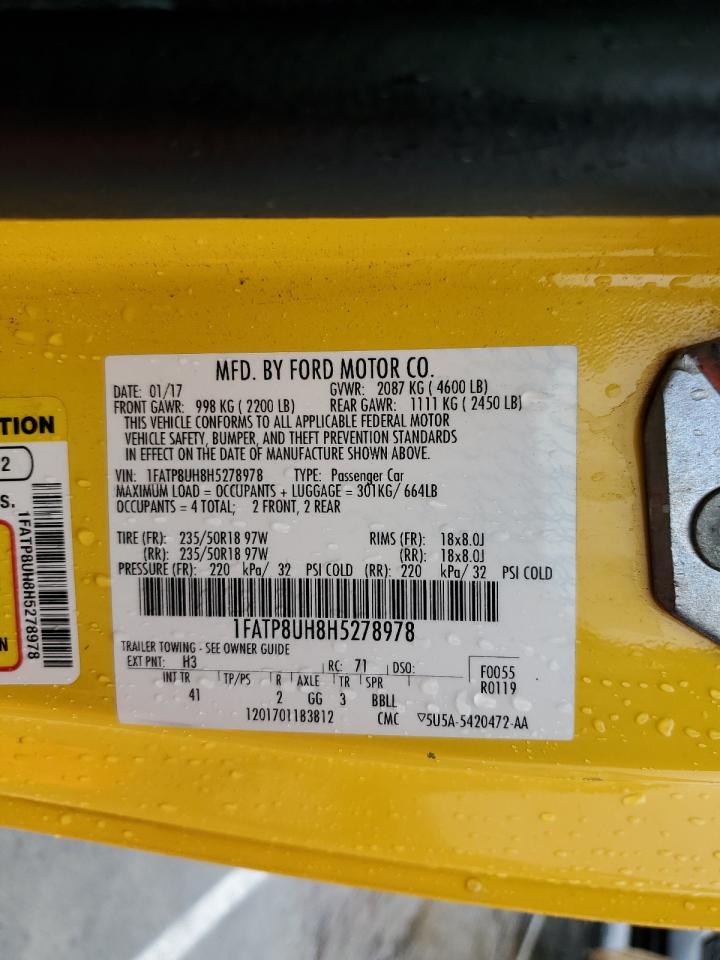 MFD. BY FORD MOTOR CO.
DATE: 01/17 GVWR: 2087 KG ( 4600 LB)
FRONT GAWR: 998 KG ( 2200 LB) REAR GAWR: 1111 KG ( 2450 LB)
THIS VEHICLE CONFORMS TO ALL APPLICABLE FEDERAL MOTOR
VEHICLE SAFETY, BUMPER, AND THEFT PREVENTION STANDARDS
IN EFFECT ON THE DATE OF MANUFACTURE SHOWN ABOVE.
VIN: 1FATP8UH8H5278978 TYPE: Passenger Car
MAXIMUM LOAD = OCCUPANTS + LUGGAGE = 301KG/ 664LB
OCCUPANTS = 4 TOTAL; 2 FRONT, 2 REAR
TIRE (FR): 235/50R18 97W RIMS (FR): 18x8.0J
(RR): 235/50R18 97W (RR): 18x8.0J
PRESSURE (FR): 220 kPa/ 32 PSI COLD (RR): 220 kPa/ 32 PSI COLD
1FATP8UH8H5278978
TRAILER TOWING - SEE OWNER GUIDE
EXT PNT: H3 RC: 71 DSO:
F0055
R0119
INT TR TP/PS R AXLE TR SPR
41 2 GG 3 BBLL
1201701183812 CMC ▽5U5A-5420472-AA
TION
2
S.
1FATP8UH8H5278978
N